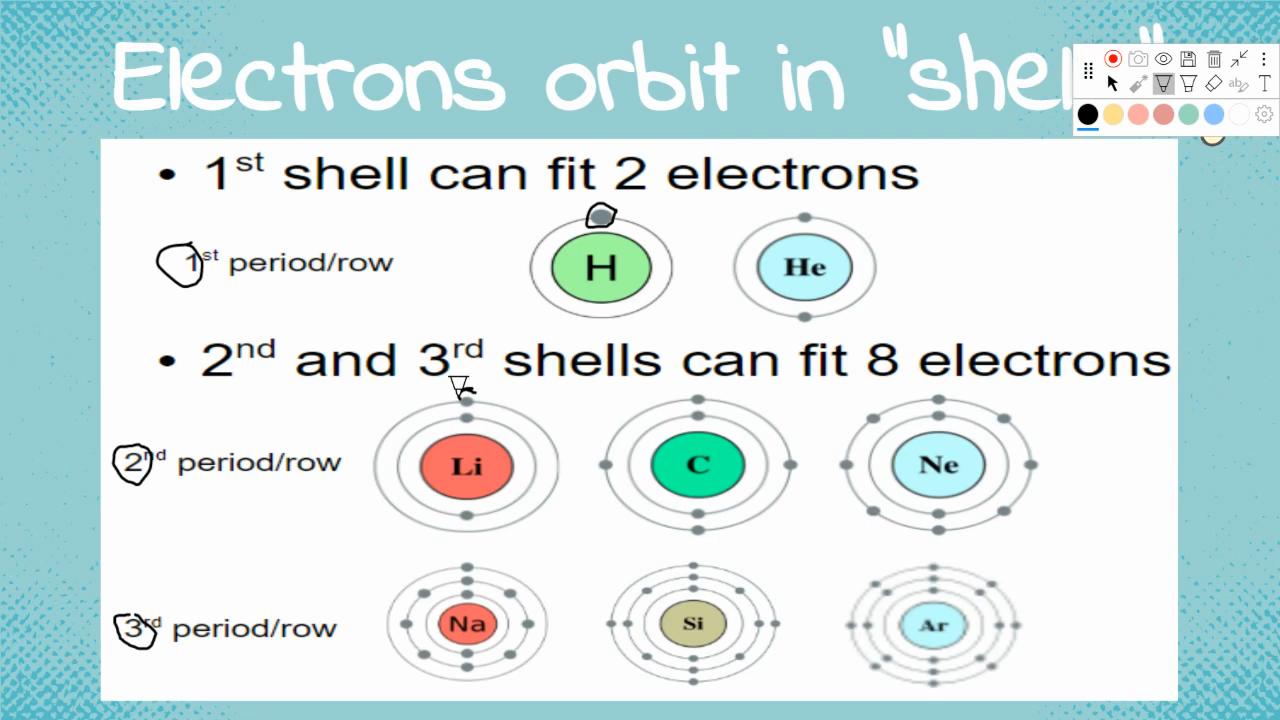 Electrons orbit in "shel
• 1st shell can fit 2 electrons
1st period/row
H He
• 2nd and 3rd shells can fit 8 electrons
2nd period/row
Li C Ne
3rd period/row
Na Si Ar